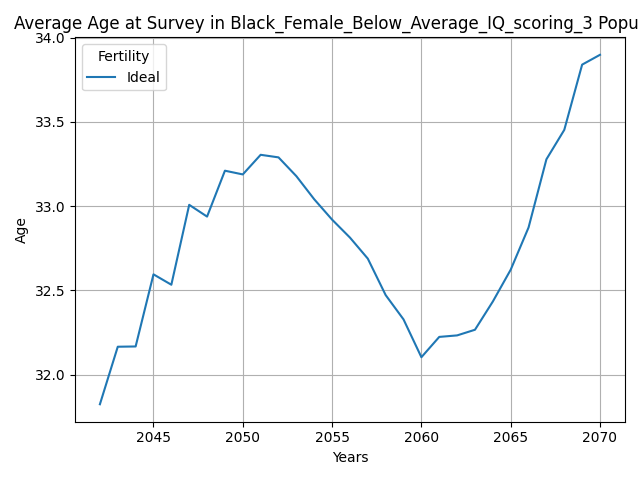 Average Age at Survey in Black_Female_Below_Average_IQ_scoring_3 Popu
Fertility
Ideal
34.0
33.5
33.0
32.5
32.0
Age
2045 2050 2055 2060 2065 2070
Years